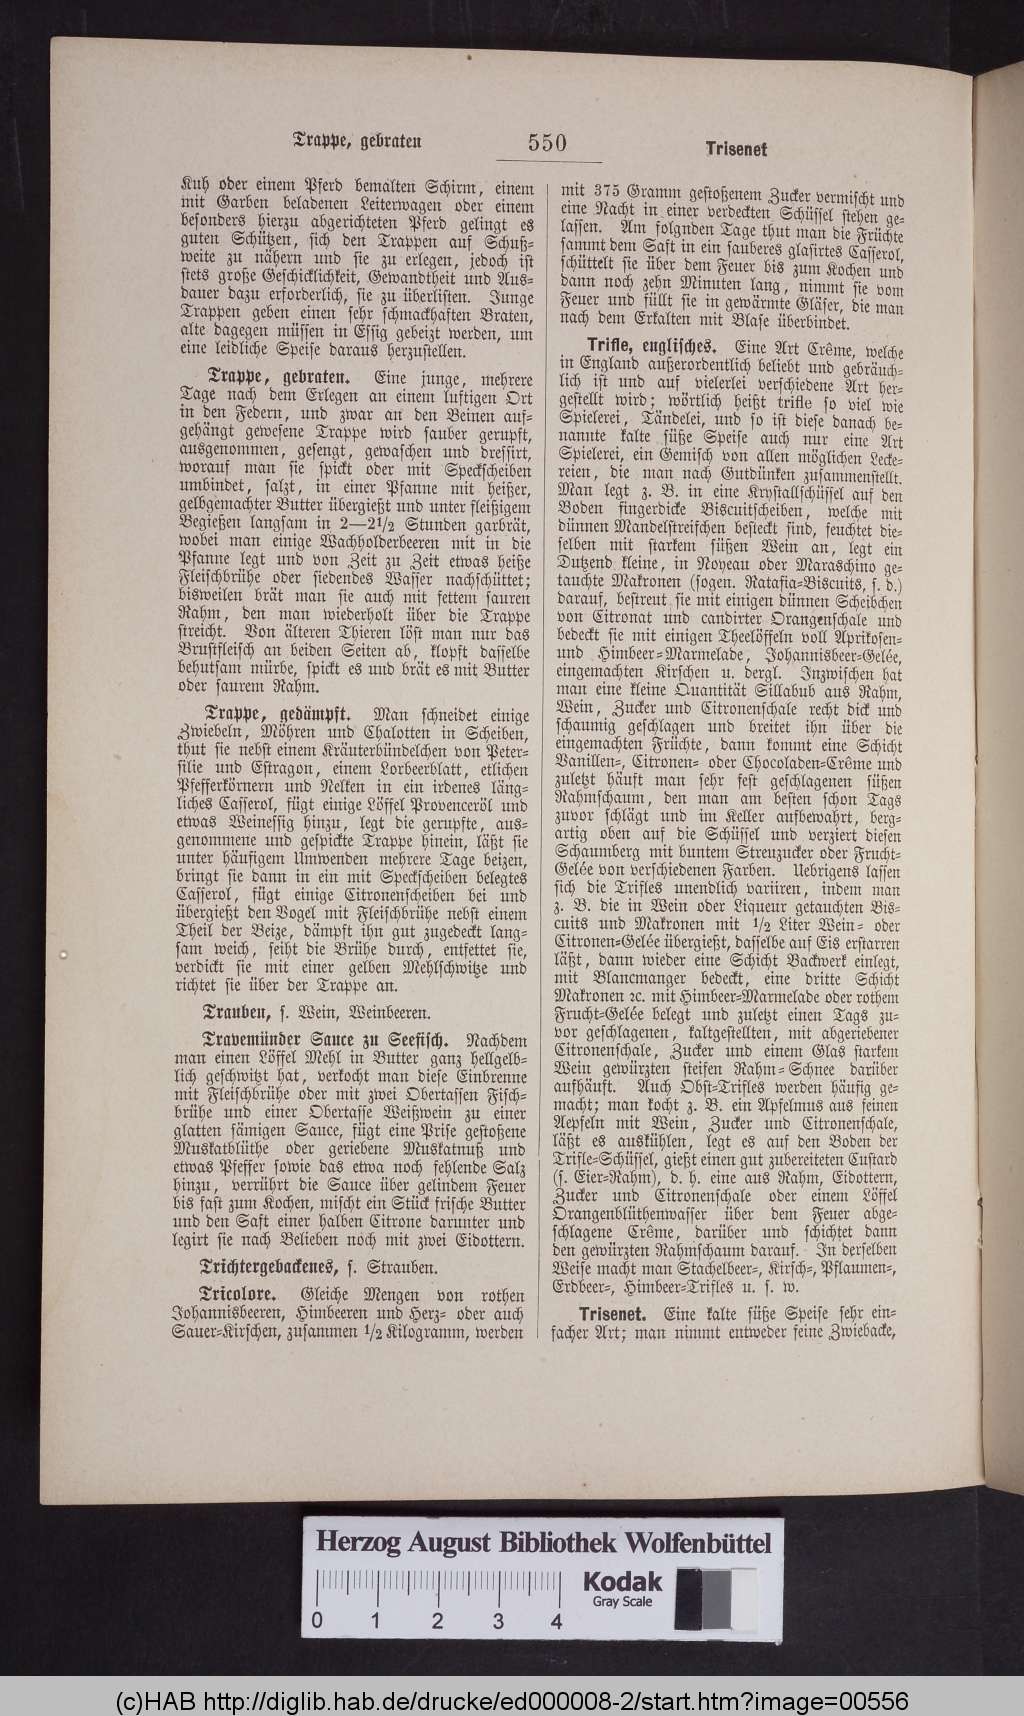 Trappe, gebraten
550
Trisenet
Kuh oder einem Pferd bemalten Schirm, einem
mit Garben beladenen Leiterwagen oder einem
besonders hierzu abgerichteten Pferd gelingt es
guten Schützen, sich den Trappen auf Schuß-
weite zu nähern und sie zu erlegen, jedoch ist
stets große Geschicklichkeit, Gewandtheit und Aus-
dauer dazu erforderlich, sie zu überlisten. Junge
Trappen geben einen sehr schmackhaften Braten,
alte dagegen müssen in Essig gebeizt werden, um
eine leidliche Speise daraus herzustellen.
Trappe, gebraten. Eine junge, mehrere
Tage nach dem Erlegen an einem luftigen Ort
in den Federn, und zwar an den Beinen auf-
gehängt gewesene Trappe wird sauber gerupft,
ausgenommen, gesengt, gewaschen und dressirt,
worauf man sie spickt oder mit Speckscheiben
umbindet, salzt, in einer Pfanne mit heißer,
gelbgemachter Butter übergießt und unter fleißigem
Begießen langsam in 2—2½ Stunden garbrät,
wobei man einige Wachholderbeeren mit in die
Pfanne legt und von Zeit zu Zeit etwas heiße
Fleischbrühe oder siedendes Wasser nachschüttet;
bisweilen brät man sie auch mit fettem sauren
Rahm, den man wiederholt über die Trappe
streicht. Von älteren Thieren löst man nur das
Brustfleisch an beiden Seiten ab, klopft dasselbe
behutsam mürbe, spickt es und brät es mit Butter
oder saurem Rahm.
Trappe, gedämpft. Man schneidet einige
Zwiebeln, Möhren und Chalotten in Scheiben,
thut sie nebst einem Kräuterbündelchen von Peter-
silie und Estragon, einem Lorbeerblatt, etlichen
Pfefferkörnern und Nelken in ein irdenes läng-
liches Casserol, fügt einige Löffel Provenceröl und
etwas Weinessig hinzu, legt die gerupfte, aus-
genommene und gespickte Trappe hinein, läßt sie
unter häufigem Umwenden mehrere Tage beizen,
bringt sie dann in ein mit Speckscheiben belegtes
Casserol, fügt einige Citronenscheiben bei und
übergießt den Vogel mit Fleischbrühe nebst einem
Theil der Beize, dämpft ihn gut zugedeckt lang-
sam weich, seiht die Brühe durch, entfettet sie,
verdickt sie mit einer gelben Mehlschwitze und
richtet sie über der Trappe an.
Trauben, s. Wein, Weinbeeren.
Travemünder Sauce zu Seefisch. Nachdem
man einen Löffel Mehl in Butter ganz hellgelb-
lich geschwitzt hat, verkocht man diese Einbrenne
mit Fleischbrühe oder mit zwei Obertassen Fisch-
brühe und einer Obertasse Weißwein zu einer
glatten sämigen Sauce, fügt eine Prise gestoßene
Muskatblüthe oder geriebene Muskatnuß und
etwas Pfeffer sowie das etwa noch fehlende Salz
hinzu, verrührt die Sauce über gelindem Feuer
bis fast zum Kochen, mischt ein Stück frische Butter
und den Saft einer halben Citrone darunter und
legirt sie nach Belieben noch mit zwei Eidottern.
Trichtergebackenes, s. Strauben.
Tricolore. Gleiche Mengen von rothen
Johannisbeeren, Himbeeren und Herz- oder auch
Sauer-Kirschen, zusammen ½ Kilogramm, werden
mit 375 Gramm gestoßenem Zucker vermischt und
eine Nacht in einer verdeckten Schüssel stehen ge-
lassen. Am folgnden Tage thut man die Früchte
sammt dem Saft in ein sauberes glasirtes Casserol,
schüttelt sie über dem Feuer bis zum Kochen und
dann noch zehn Minuten lang, nimmt sie vom
Feuer und füllt sie in gewärmte Gläser, die man
nach dem Erkalten mit Blase überbindet.
Trifle, englisches. Eine Art Crême, welche
in England außerordentlich beliebt und gebräuch-
lich ist und auf vielerlei verschiedene Art her-
gestellt wird; wörtlich heißt trifle so viel wie
Spielerei, Tändelei, und so ist diese danach be-
nannte kalte süße Speise auch nur eine Art
Spielerei, ein Gemisch von allen möglichen Lecke-
reien, die man nach Gutdünken zusammenstellt.
Man legt z. B. in eine Krystallschüssel auf den
Boden fingerdicke Biscuitscheiben, welche mit
dünnen Mandelstreifchen besteckt sind, feuchtet die-
selben mit starkem süßen Wein an, legt ein
Dutzend kleine, in Noyeau oder Maraschino ge-
tauchte Makronen (sogen. Ratafia-Biscuits, s. d.)
darauf, bestreut sie mit einigen dünnen Scheibchen
von Citronat und candirter Orangenschale und
bedeckt sie mit einigen Theelöffeln voll Aprikosen-
und Himbeer-Marmelade, Johannisbeer-Gelée,
eingemachten Kirschen u. dergl. Inzwischen hat
man eine kleine Quantität Sillabub aus Rahm,
Wein, Zucker und Citronenschale recht dick und
schaumig geschlagen und breitet ihn über die
eingemachten Früchte, dann kommt eine Schicht
Vanillen-, Citronen- oder Chocoladen-Crême und
zuletzt häuft man sehr fest geschlagenen süßen
Rahmschaum, den man am besten schon Tags
zuvor schlägt und im Keller aufbewahrt, berg-
artig oben auf die Schüssel und verziert diesen
Schaumberg mit buntem Streuzucker oder Frucht-
Gelée von verschiedenen Farben. Uebrigens lassen
sich die Trifles unendlich variiren, indem man
z. B. die in Wein oder Liqueur getauchten Bis-
cuits und Makronen mit ½ Liter Wein- oder
Citronen-Gelée übergießt, dasselbe auf Eis erstarren
läßt, dann wieder eine Schicht Backwerk einlegt,
mit Blancmanger bedeckt, eine dritte Schicht
Makronen ꝛc. mit Himbeer-Marmelade oder rothem
Frucht-Gelée belegt und zuletzt einen Tags zu-
vor geschlagenen, kaltgestellten, mit abgeriebener
Citronenschale, Zucker und einem Glas starkem
Wein gewürzten steifen Rahm-Schnee darüber
aufhäuft. Auch Obst-Trifles werden häufig ge-
macht; man kocht z. B. ein Apfelmus aus feinen
Aepfeln mit Wein, Zucker und Citronenschale,
läßt es auskühlen, legt es auf den Boden der
Trifle-Schüssel, gießt einen gut zubereiteten Custard
(s. Eier-Rahm), d. h. eine aus Rahm, Eidottern,
Zucker und Citronenschale oder einem Löffel
Orangenblüthenwasser über dem Feuer abge-
schlagene Crême, darüber und schichtet dann
den gewürzten Rahmschaum darauf. In derselben
Weise macht man Stachelbeer-, Kirsch-, Pflaumen-,
Erdbeer-, Himbeer-Trifles u. s. w.
Trisenet. Eine kalte süße Speise sehr ein-
facher Art; man nimmt entweder feine Zwiebacke,
Herzog August Bibliothek Wolfenbüttel
Kodak
Gray Scale
0 1 2 3 4
(c)HAB http://diglib.hab.de/drucke/ed000008-2/start.htm?image=00556